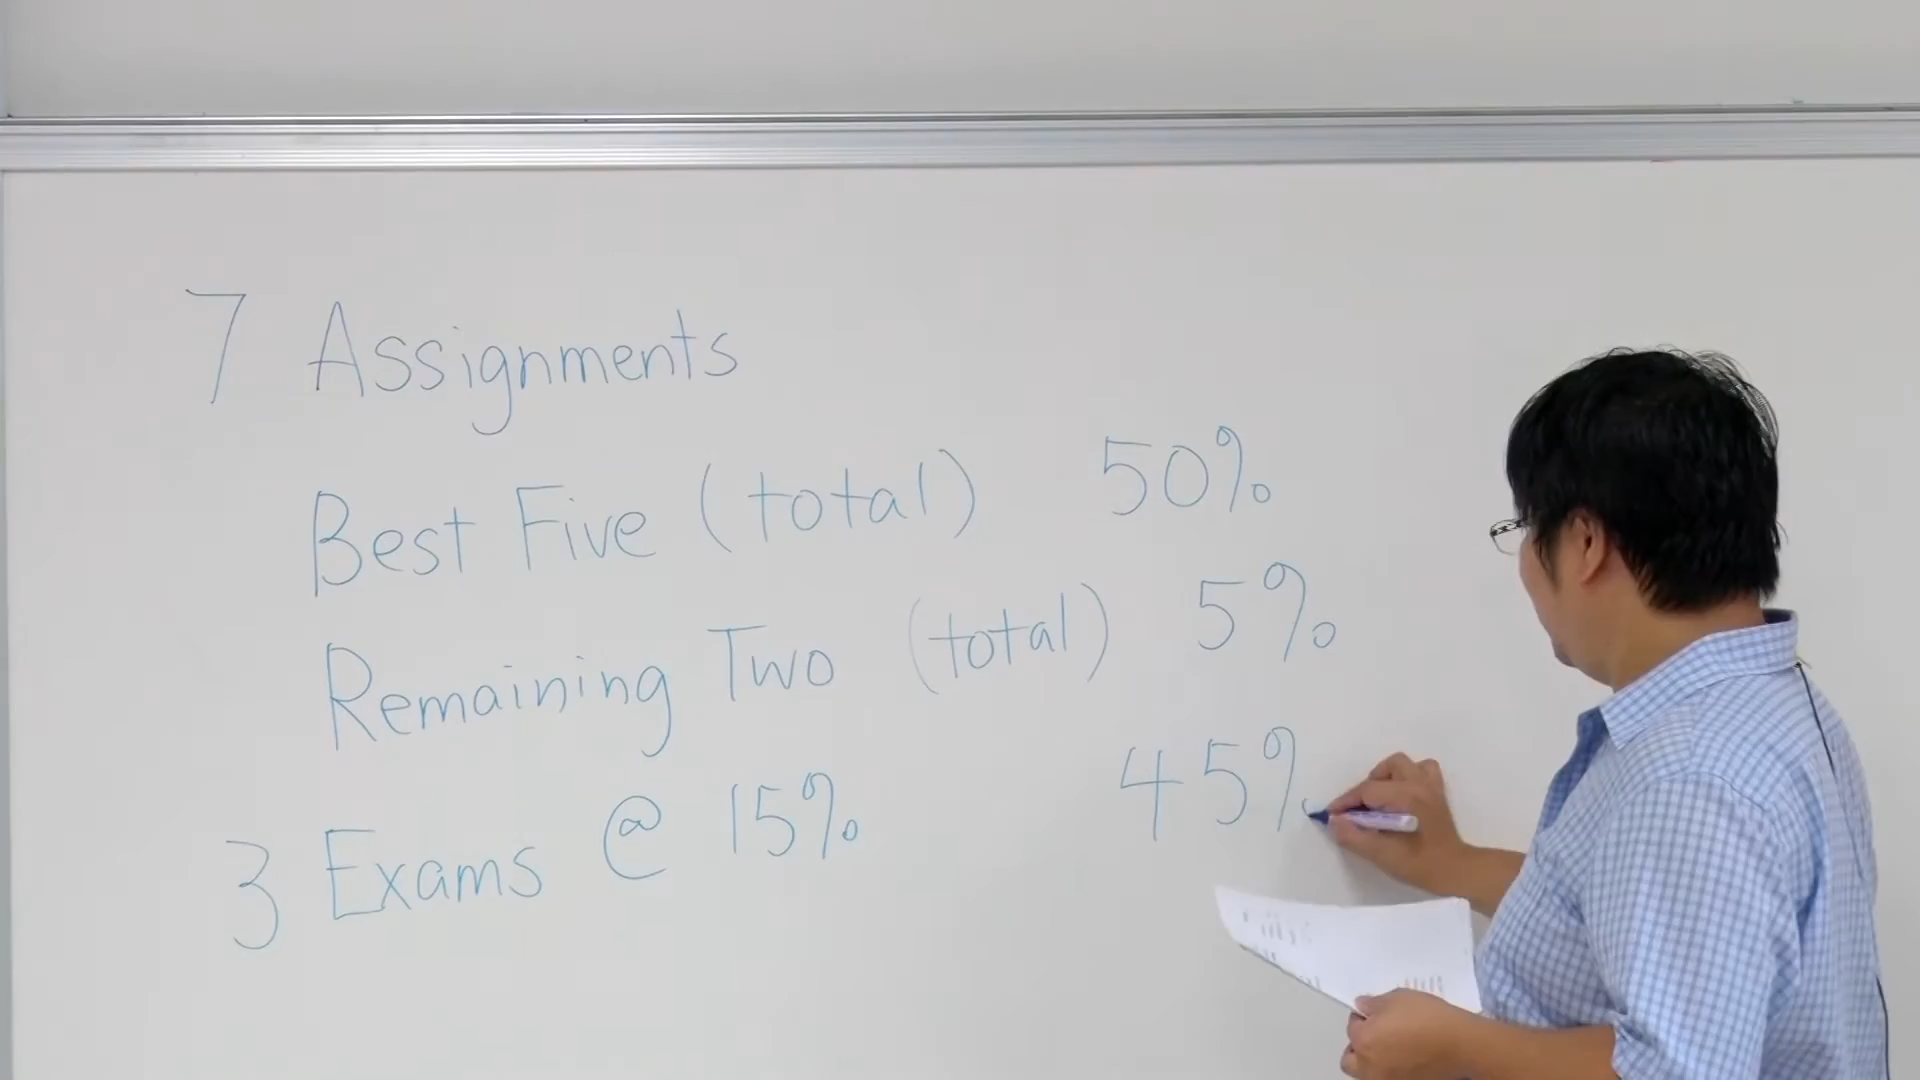 7 Assignments
Best Five (total) 50%
Remaining Two (total) 5%
3 Exams @ 15% 45%